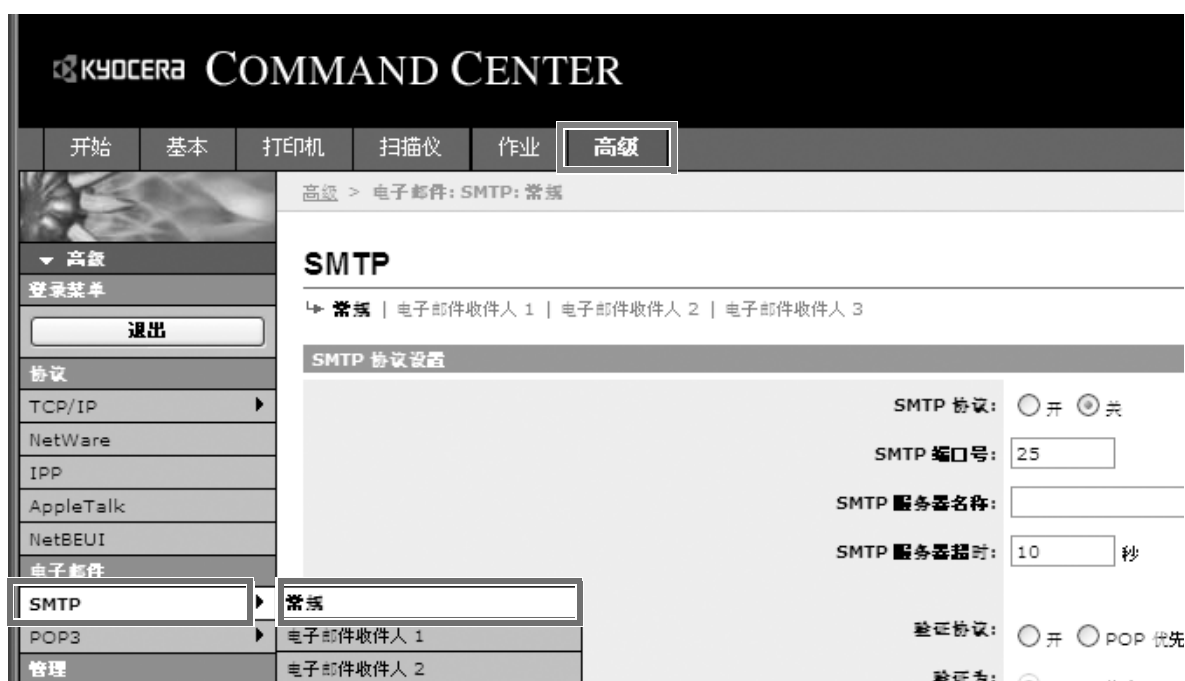 KYOCERA COMMAND CENTER
开始 基本 打印机 扫描仪 作业 高级
高级 > 电子邮件: SMTP: 常规
高级
登录菜单
退出
协议
TCP/IP
NetWare
IPP
AppleTalk
NetBEUI
电子邮件
SMTP
POP3
管理
常规
电子邮件收件人 1
电子邮件收件人 2
SMTP
常规 | 电子邮件收件人 1 | 电子邮件收件人 2 | 电子邮件收件人 3
SMTP 协议设置
SMTP 协议: 开 关
SMTP 端口号: 25
SMTP 服务器名称:
SMTP 服务器超时: 10 秒
验证协议: 开 POP 优先
验证为: